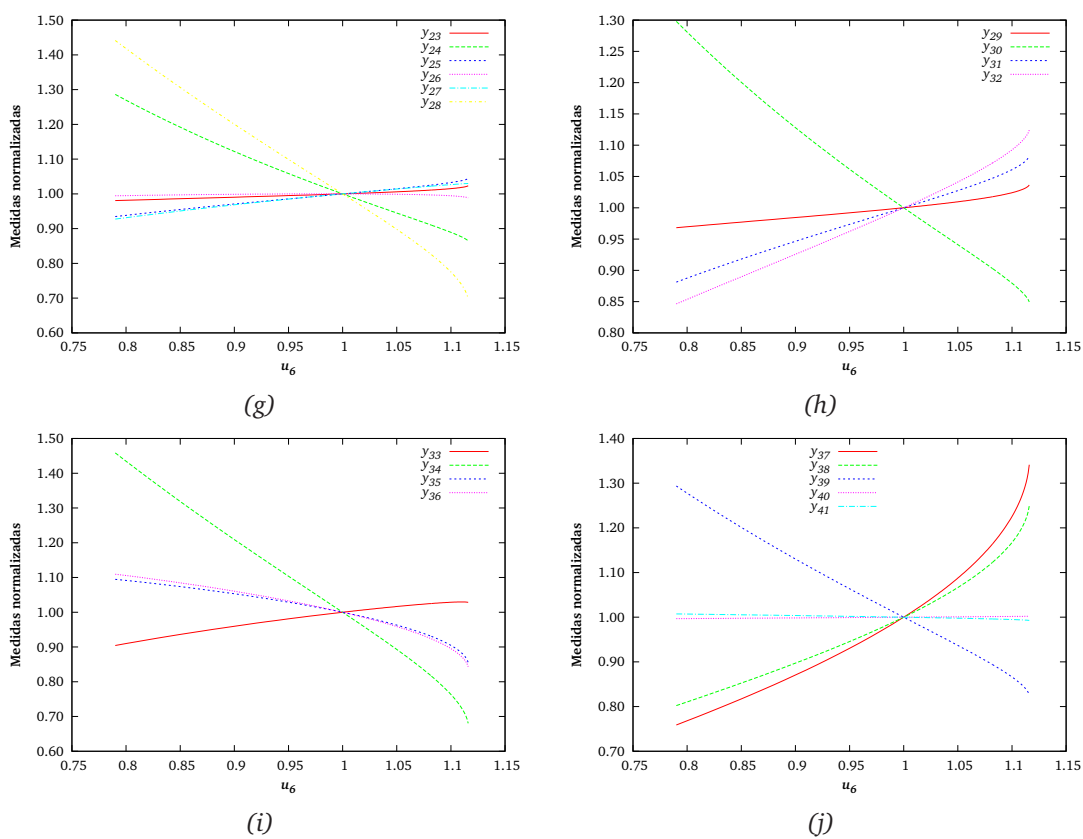 Medidas normalizadas
1.50
1.40
1.30
1.20
1.10
1.00
0.90
0.80
0.70
0.60
0.75 0.8 0.85 0.9 0.95 1 1.05 1.1 1.15
u6
y23
y24
y25
y26
y27
y28
(g)
Medidas normalizadas
1.30
1.25
1.20
1.15
1.10
1.05
1.00
0.95
0.90
0.85
0.80
0.75 0.8 0.85 0.9 0.95 1 1.05 1.1 1.15
u6
y29
y30
y31
y32
(h)
Medidas normalizadas
1.50
1.40
1.30
1.20
1.10
1.00
0.90
0.80
0.70
0.60
0.75 0.8 0.85 0.9 0.95 1 1.05 1.1 1.15
u6
y33
y34
y35
y36
(i)
Medidas normalizadas
1.40
1.30
1.20
1.10
1.00
0.90
0.80
0.70
0.75 0.8 0.85 0.9 0.95 1 1.05 1.1 1.15
u6
y37
y38
y39
y40
y41
(j)